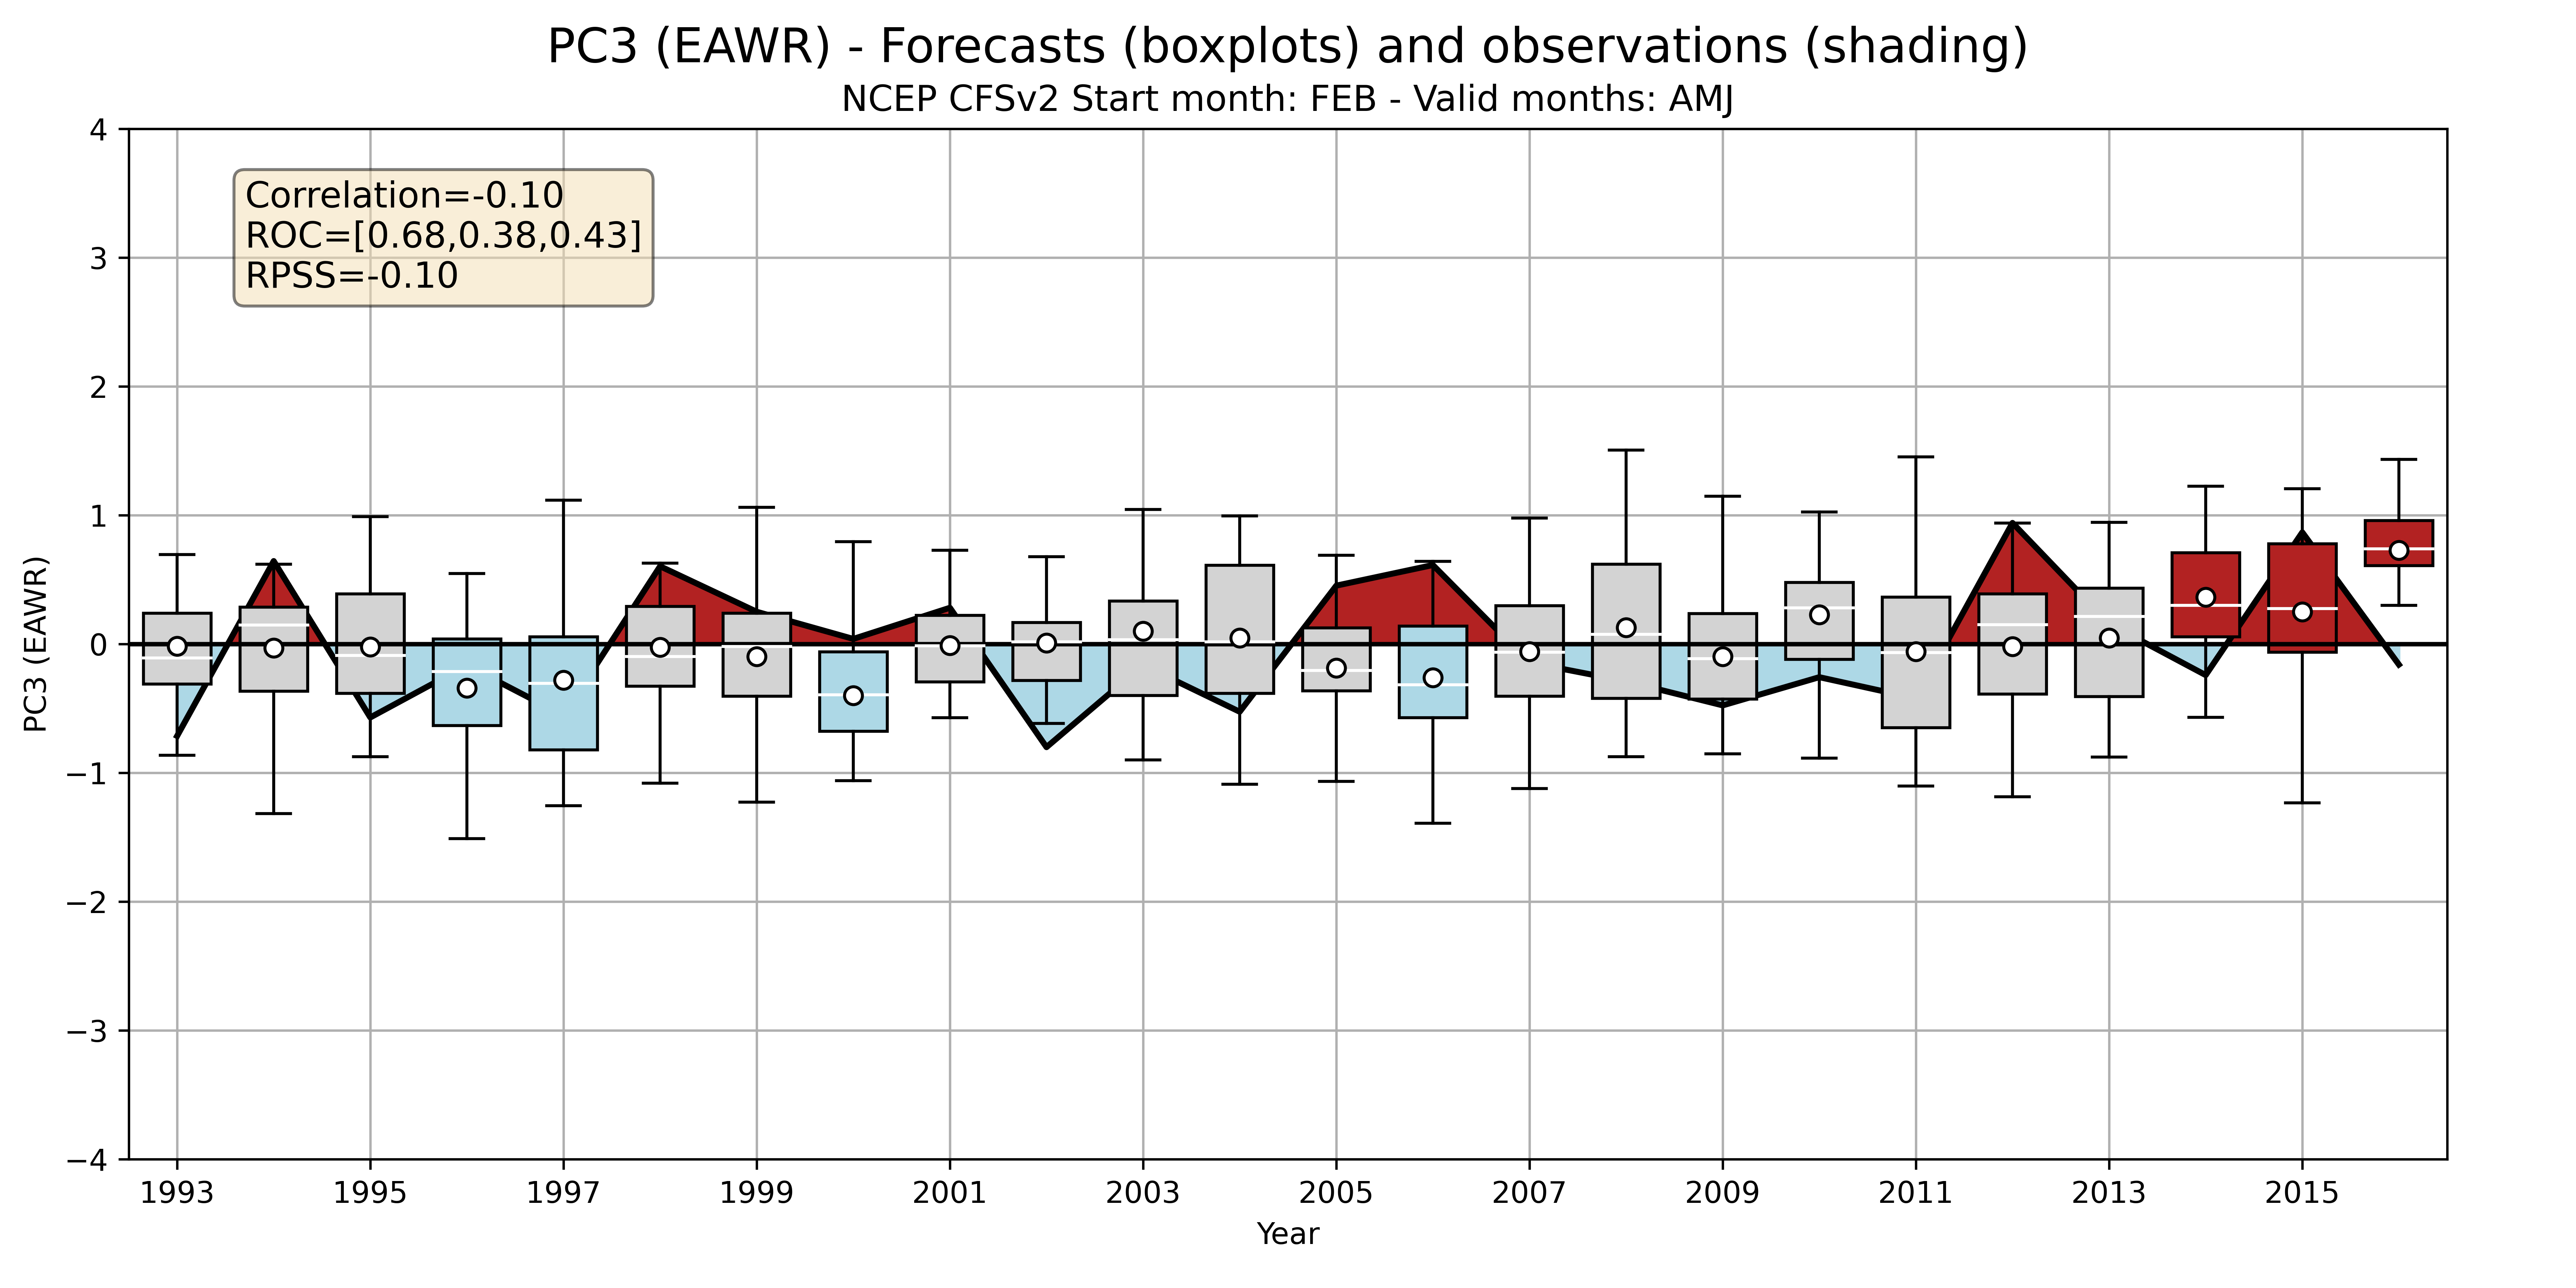 PC3 (EAWR) - Forecasts (boxplots) and observations (shading)
NCEP CFSv2 Start month: FEB - Valid months: AMJ
Correlation=-0.10
ROC=[0.68,0.38,0.43]
RPSS=-0.10
PC3 (EAWR)
4
3
2
1
0
−1
−2
−3
−4
1993 1995 1997 1999 2001 2003 2005 2007 2009 2011 2013 2015
Year